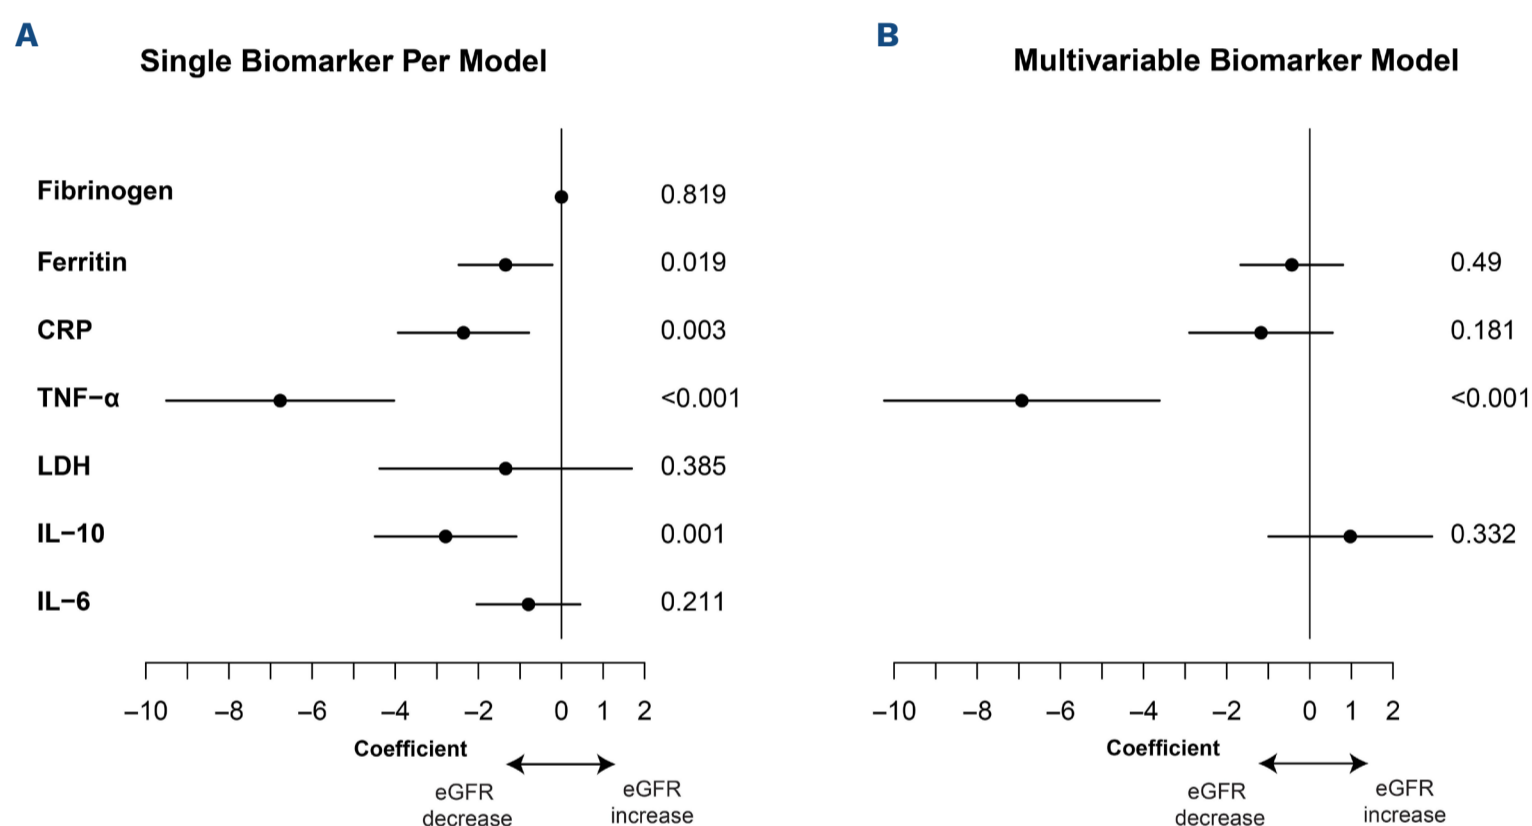 A
Single Biomarker Per Model
Fibrinogen 0.819
Ferritin 0.019
CRP 0.003
TNF−α <0.001
LDH 0.385
IL−10 0.001
IL−6 0.211
−10 −8 −6 −4 −2 0 1 2
Coefficient
eGFR decrease
eGFR increase
B
Multivariable Biomarker Model
0.49
0.181
<0.001
0.332
−10 −8 −6 −4 −2 0 1 2
Coefficient
eGFR decrease
eGFR increase